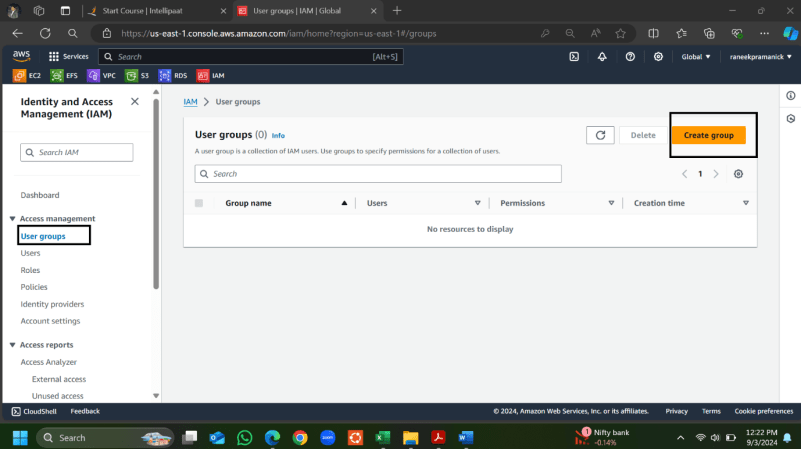 Start Course | Intellipaat
User groups | IAM | Global
https://us-east-1.console.aws.amazon.com/iam/home?region=us-east-1#/groups
aws
Services
Search
[Alt+S]
Global
raneekpramanick
EC2
EFS
VPC
S3
RDS
IAM
Identity and Access
Management (IAM)
Search IAM
Dashboard
Access management
User groups
Users
Roles
Policies
Identity providers
Account settings
Access reports
Access Analyzer
External access
Unused access
IAM > User groups
User groups (0) Info
Delete
Create group
A user group is a collection of IAM users. Use groups to specify permissions for a collection of users.
Search
1
Group name
Users
Permissions
Creation time
No resources to display
CloudShell
Feedback
© 2024, Amazon Web Services, Inc. or its affiliates.
Privacy
Terms
Cookie preferences
Search
1
Nifty bank
-0.14%
12:22 PM
9/3/2024